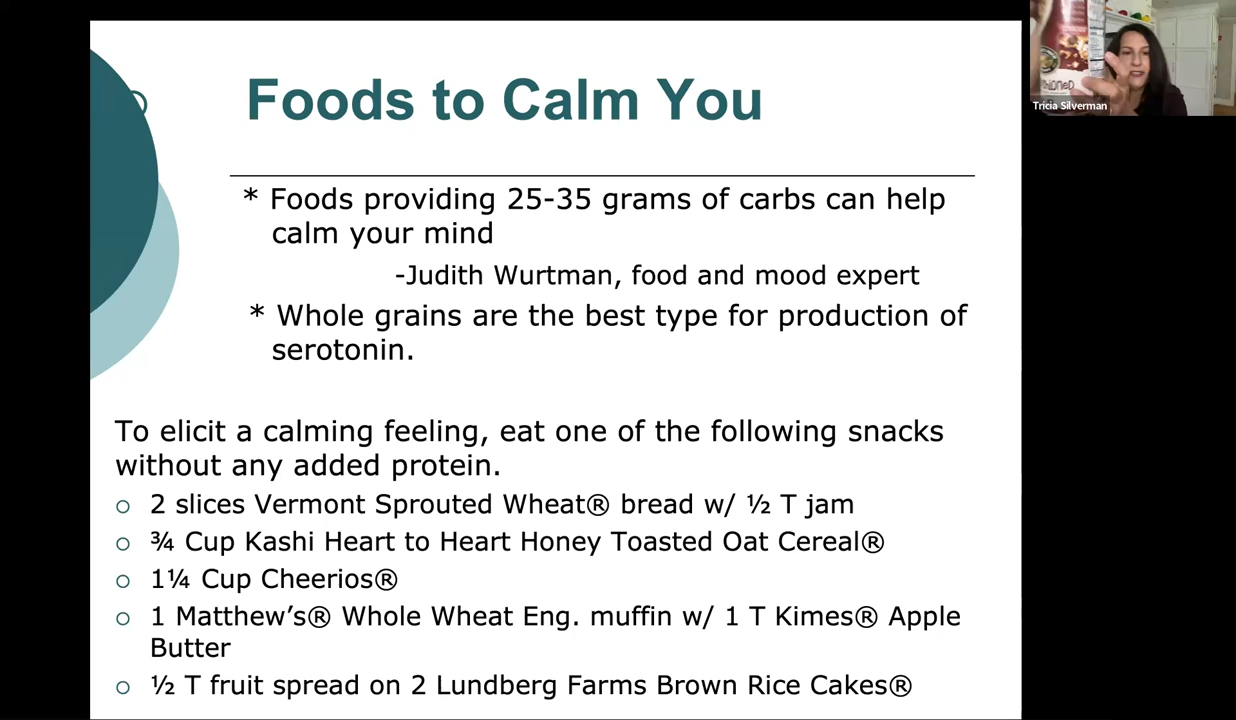 Foods to Calm You
* Foods providing 25-35 grams of carbs can help
calm your mind
-Judith Wurtman, food and mood expert
* Whole grains are the best type for production of
serotonin.
To elicit a calming feeling, eat one of the following snacks
without any added protein.
○ 2 slices Vermont Sprouted Wheat® bread w/ ½ T jam
○ ¾ Cup Kashi Heart to Heart Honey Toasted Oat Cereal®
○ 1¼ Cup Cheerios®
○ 1 Matthew’s® Whole Wheat Eng. muffin w/ 1 T Kimes® Apple
Butter
○ ½ T fruit spread on 2 Lundberg Farms Brown Rice Cakes®
Tricia Silverman